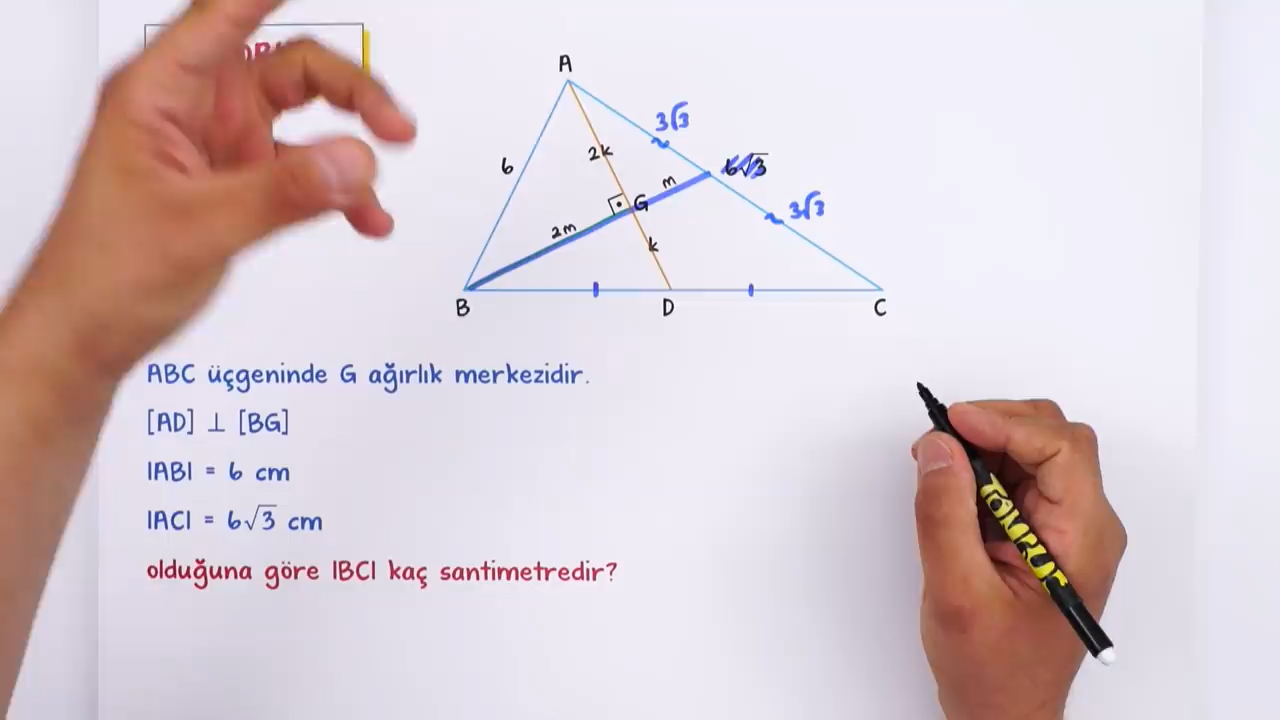 A
3√3
2k
6
m
6√3
G
3√3
2m
k
B
D
C
ABC üçgeninde G ağırlık merkezidir.
[AD] ⊥ [BG]
|AB| = 6 cm
|AC| = 6√3 cm
olduğuna göre |BC| kaç santimetredir?